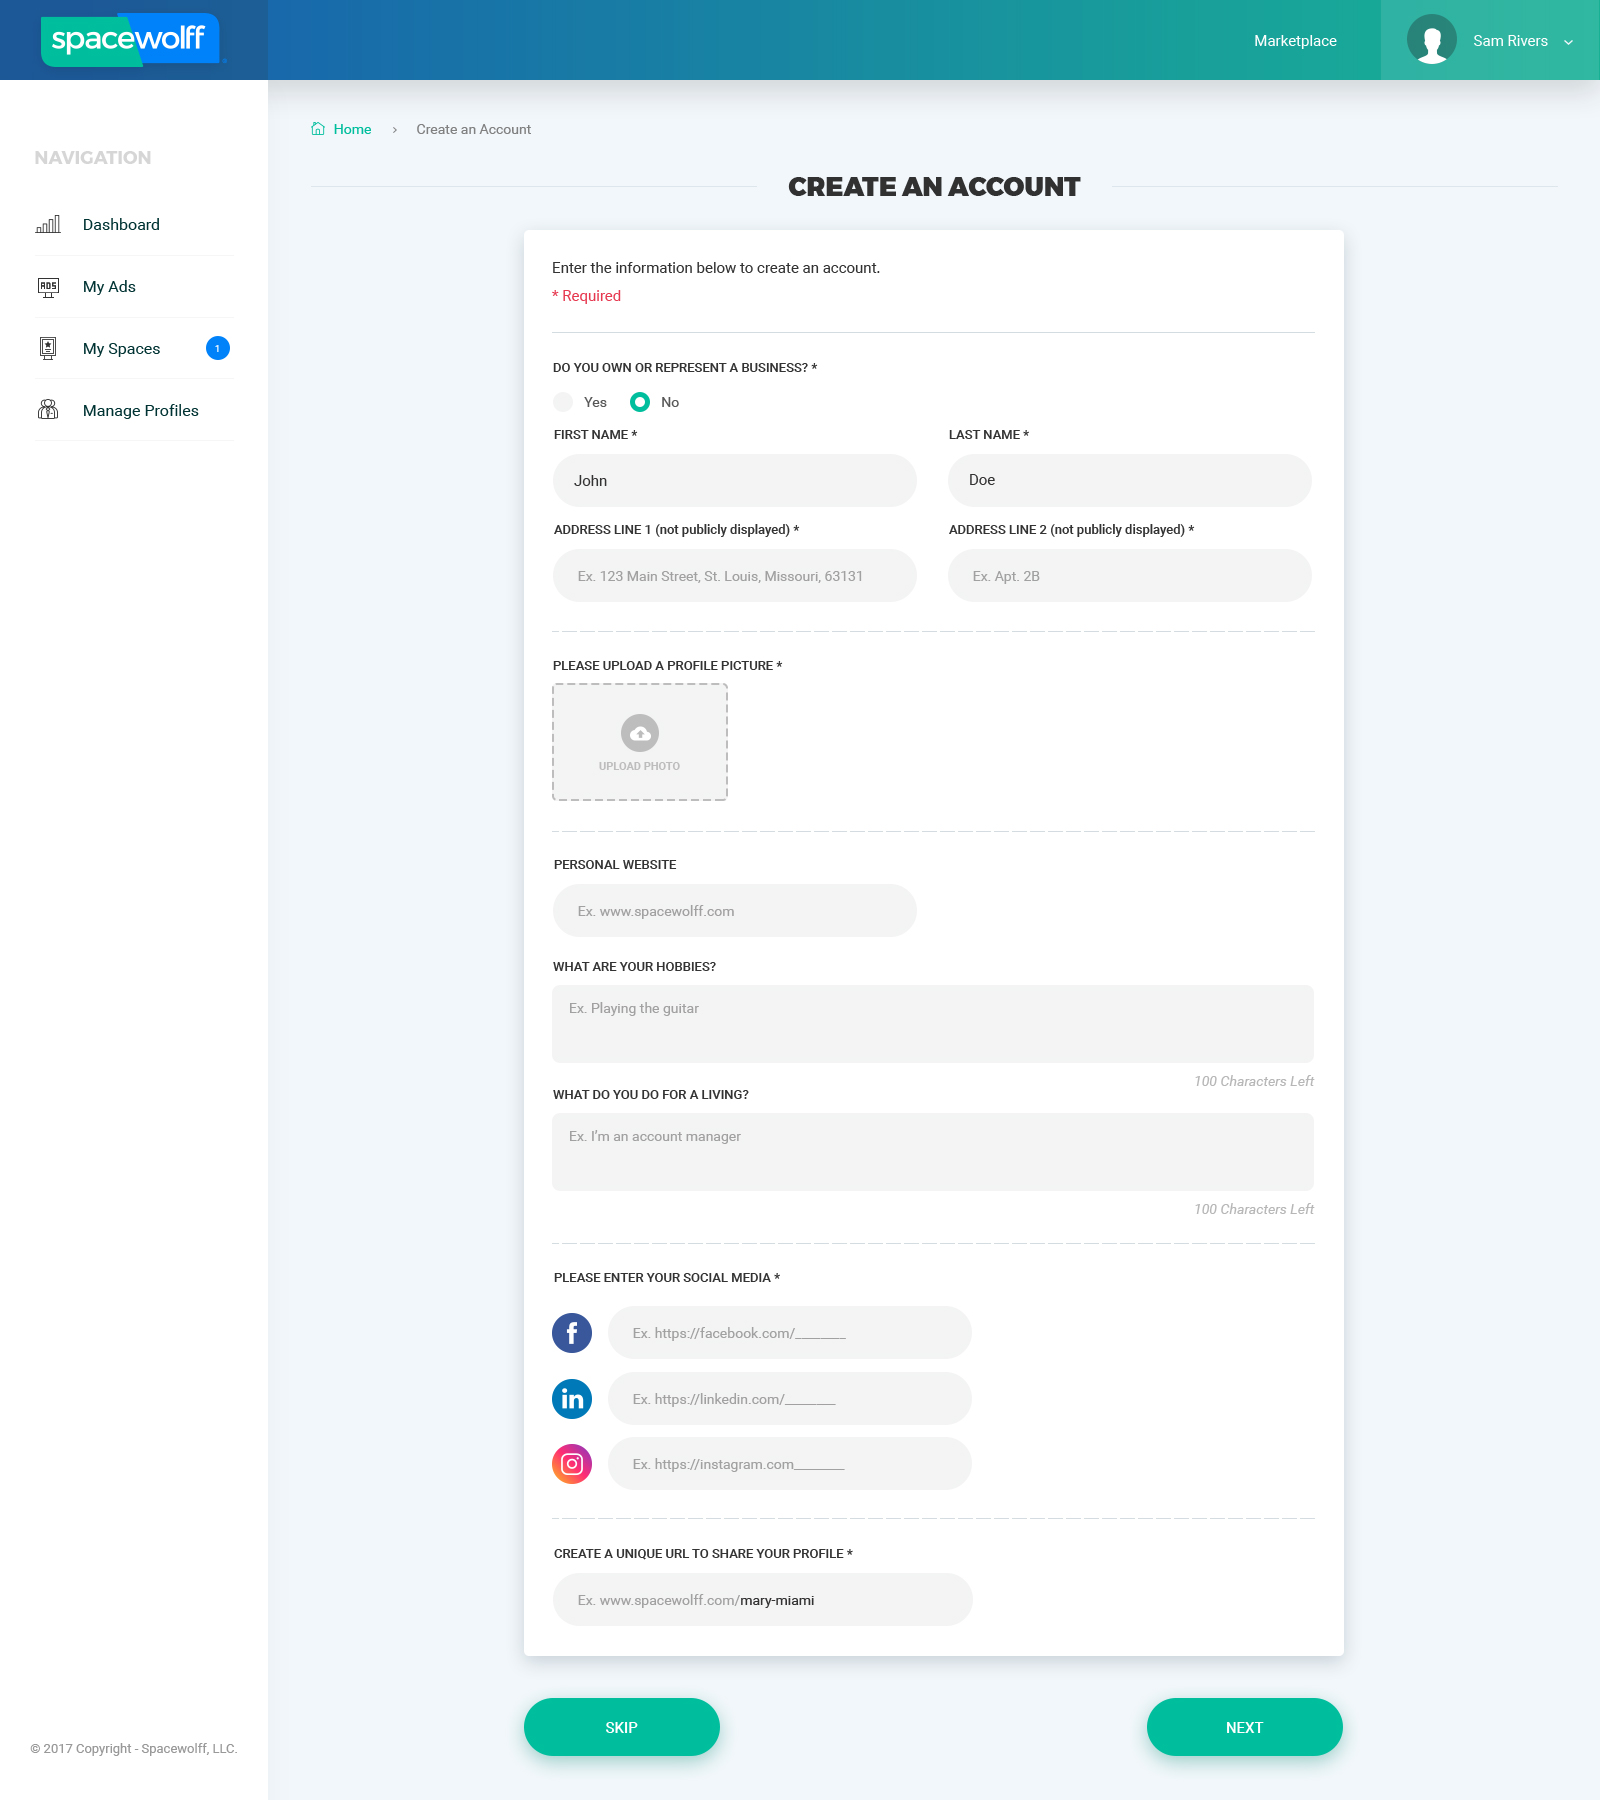 spacewolff
Marketplace
Sam Rivers
NAVIGATION
Dashboard
ADS
My Ads
My Spaces
1
Manage Profiles
© 2017 Copyright - Spacewolff, LLC.
Home > Create an Account
CREATE AN ACCOUNT
Enter the information below to create an account.
* Required
DO YOU OWN OR REPRESENT A BUSINESS? *
Yes
No
FIRST NAME *
LAST NAME *
John
Doe
ADDRESS LINE 1 (not publicly displayed) *
ADDRESS LINE 2 (not publicly displayed) *
Ex. 123 Main Street, St. Louis, Missouri, 63131
Ex. Apt. 2B
PLEASE UPLOAD A PROFILE PICTURE *
UPLOAD PHOTO
PERSONAL WEBSITE
Ex. www.spacewolff.com
WHAT ARE YOUR HOBBIES?
Ex. Playing the guitar
100 Characters Left
WHAT DO YOU DO FOR A LIVING?
Ex. I'm an account manager
100 Characters Left
PLEASE ENTER YOUR SOCIAL MEDIA *
f
Ex. https://facebook.com/_______
in
Ex. https://linkedin.com/_______
Ex. https://instagram.com_______
CREATE A UNIQUE URL TO SHARE YOUR PROFILE *
Ex. www.spacewolff.com/mary-miami
SKIP
NEXT